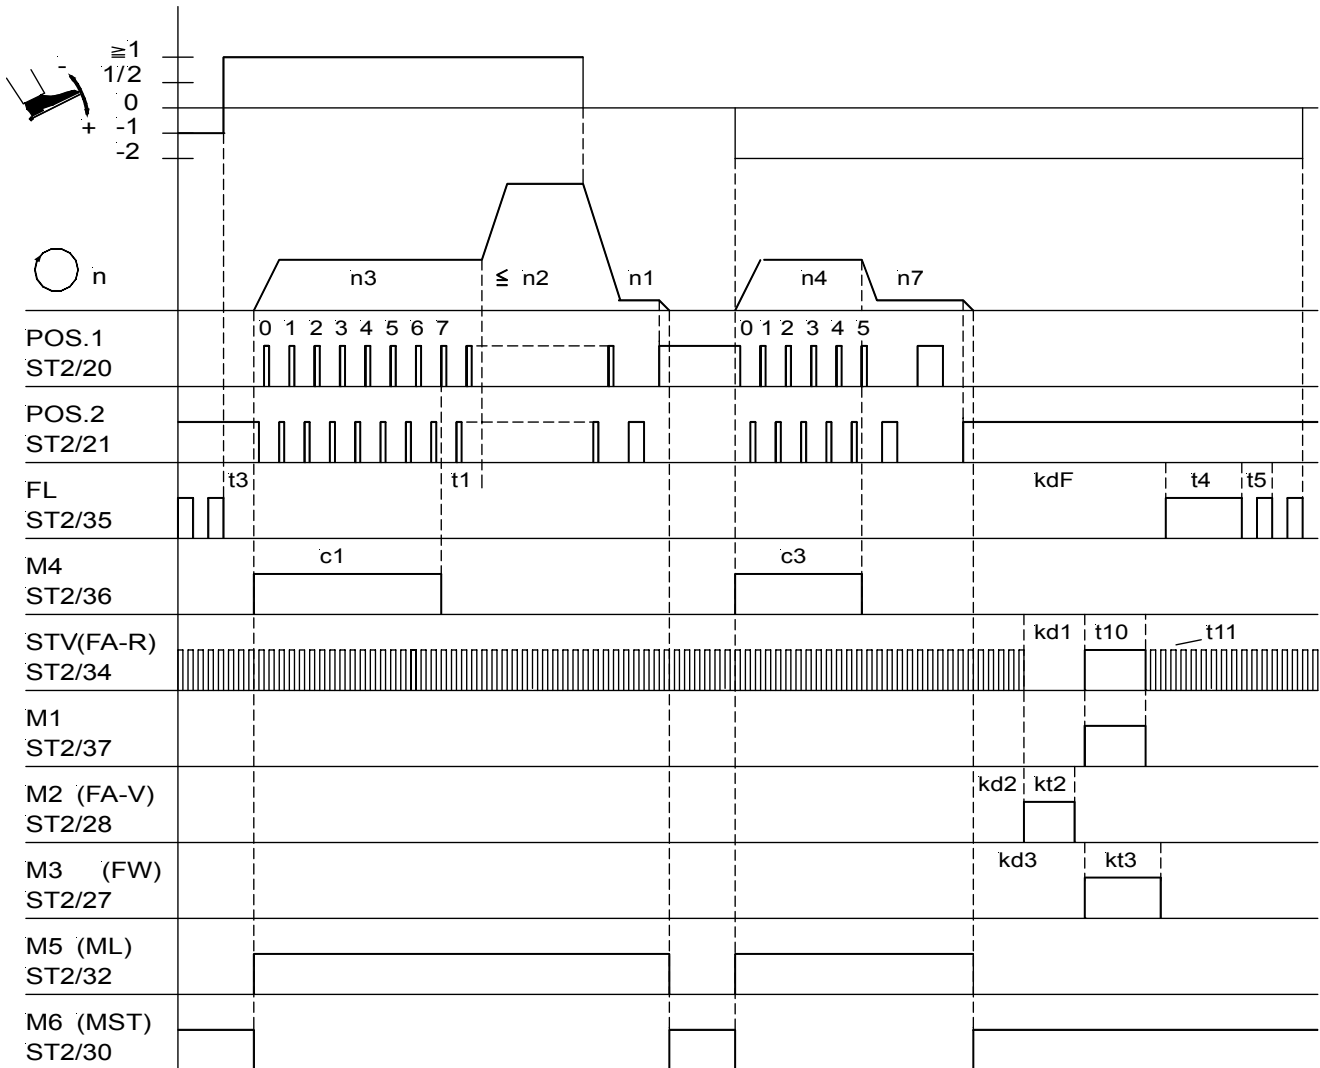 ≧1
1/2
0
-1
-2
-
+
n
n3
≦ n2
n1
n4
n7
POS.1
ST2/20
0 1 2 3 4 5 6 7
0 1 2 3 4 5
POS.2
ST2/21
FL
ST2/35
t3
t1
kdF
t4
t5
M4
ST2/36
c1
c3
STV(FA-R)
ST2/34
kd1
t10
t11
M1
ST2/37
M2 (FA-V)
ST2/28
kd2
kt2
M3 (FW)
ST2/27
kd3
kt3
M5 (ML)
ST2/32
M6 (MST)
ST2/30